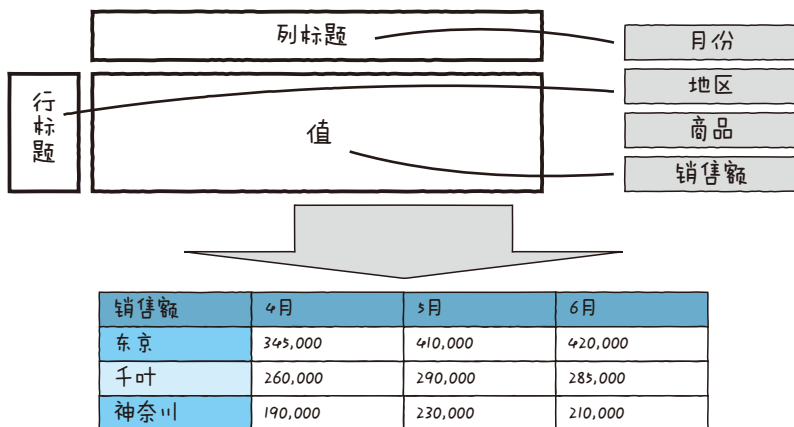 列标题
月份
地区
行标题
值
商品
销售额
销售额 4月 5月 6月
东京 345,000 410,000 420,000
千叶 260,000 290,000 285,000
神奈川 190,000 230,000 210,000